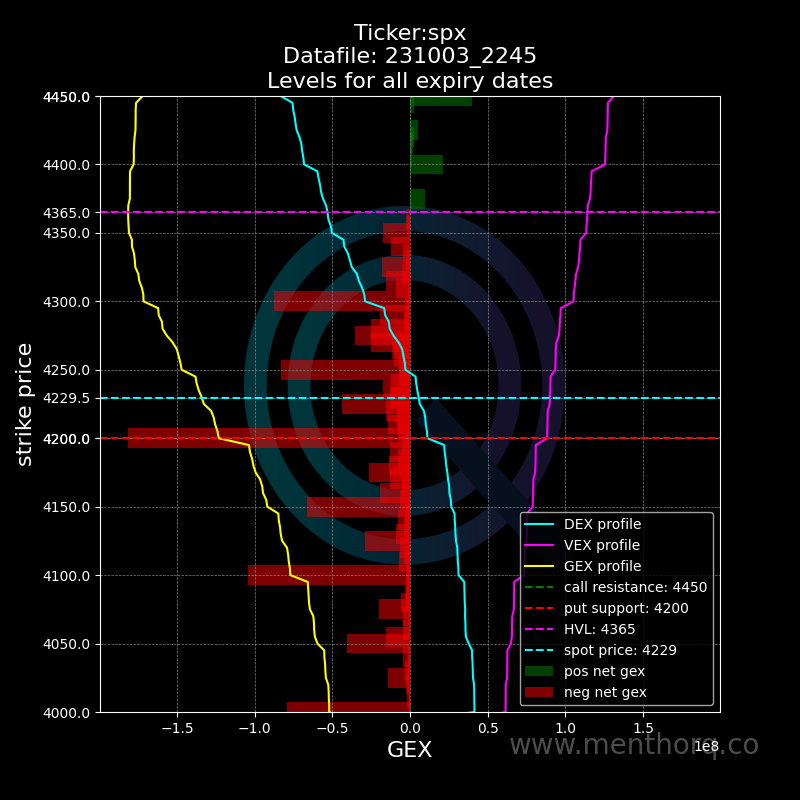 Ticker:spx
Datafile: 231003_2245
Levels for all expiry dates
4450.0
4400.0
4365.0
4350.0
4300.0
4250.0
4229.5
4200.0
4150.0
4100.0
4050.0
4000.0
strike price
DEX profile
VEX profile
GEX profile
call resistance: 4450
put support: 4200
HVL: 4365
spot price: 4229
pos net gex
neg net gex
−1.5 −1.0 −0.5 0.0 0.5 1.0 1.5
1e8
GEX
www.menthorq.co